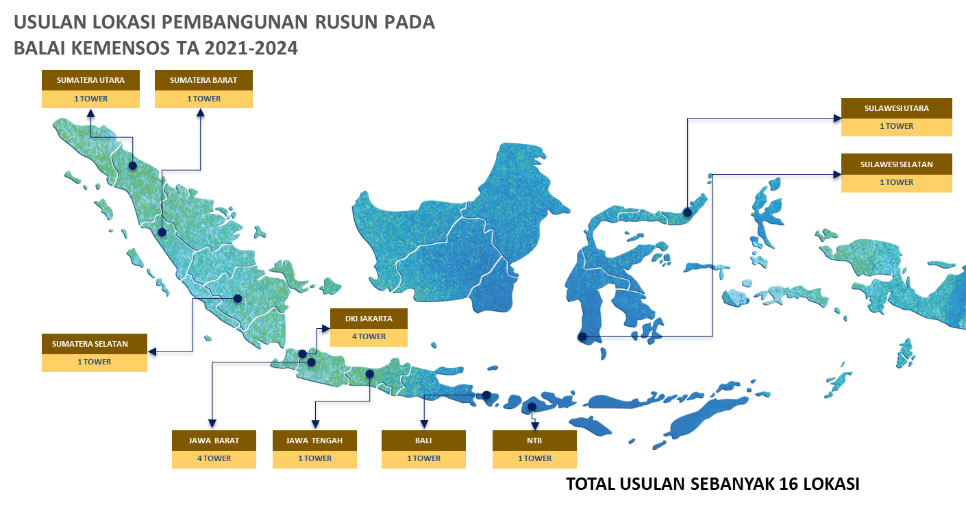 USULAN LOKASI PEMBANGUNAN RUSUN PADA
BALAI KEMENSOS TA 2021-2024
SUMATERA UTARA
1 TOWER
SUMATERA BARAT
1 TOWER
SULAWESI UTARA
1 TOWER
SULAWESI SELATAN
1 TOWER
DKI JAKARTA
4 TOWER
SUMATERA SELATAN
1 TOWER
JAWA BARAT
4 TOWER
JAWA TENGAH
1 TOWER
BALI
1 TOWER
NTB
1 TOWER
TOTAL USULAN SEBANYAK 16 LOKASI